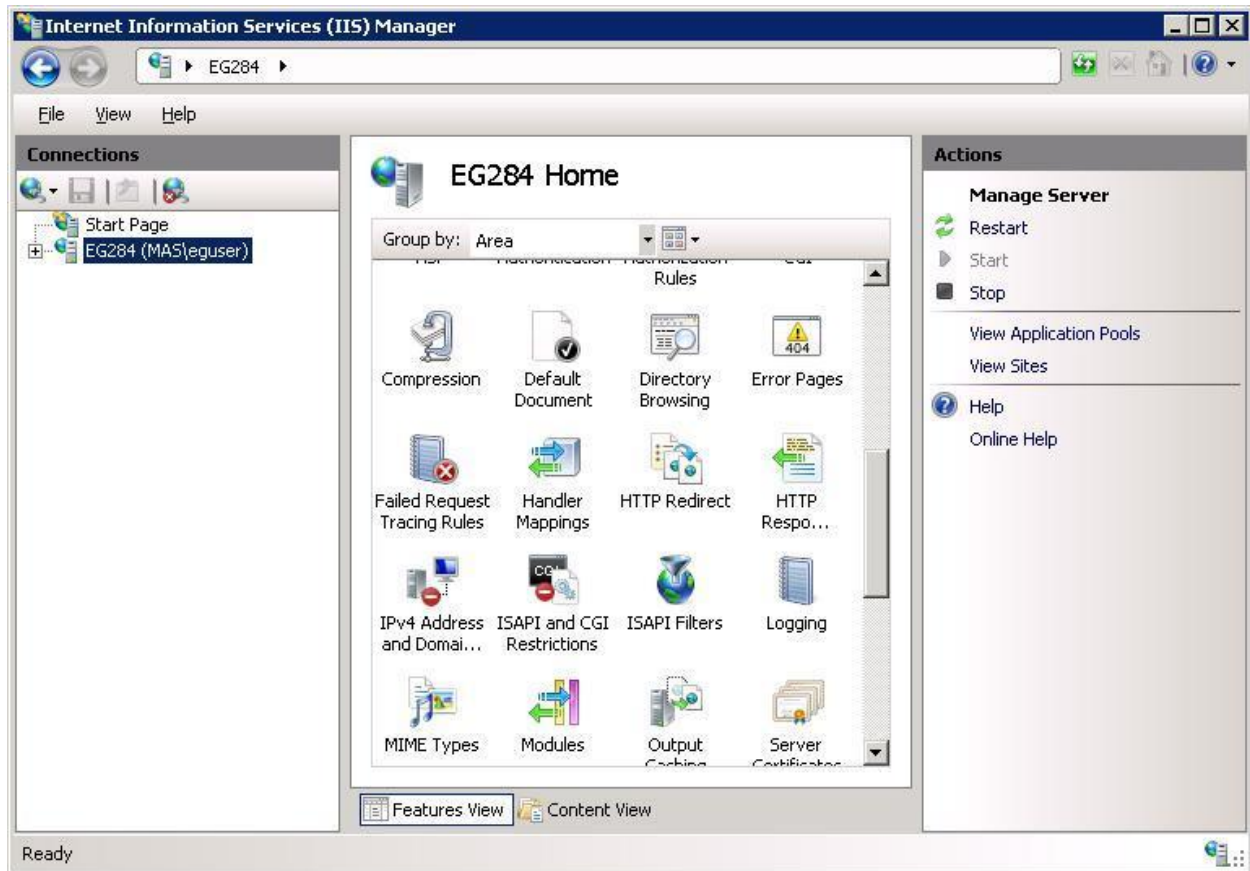 Internet Information Services (IIS) Manager
EG284
File View Help
Connections
Start Page
EG284 (MAS\eguser)
EG284 Home
Group by: Area
Rules
Compression
Default
Document
Directory
Browsing
Error Pages
404
Failed Request
Tracing Rules
Handler
Mappings
HTTP Redirect
HTTP
Respo...
IPv4 Address
and Domai...
CGI
ISAPI and CGI
Restrictions
ISAPI Filters
Logging
MIME Types
Modules
Output
Caching
Server
Certificates
Features View
Content View
Actions
Manage Server
Restart
Start
Stop
View Application Pools
View Sites
Help
Online Help
Ready